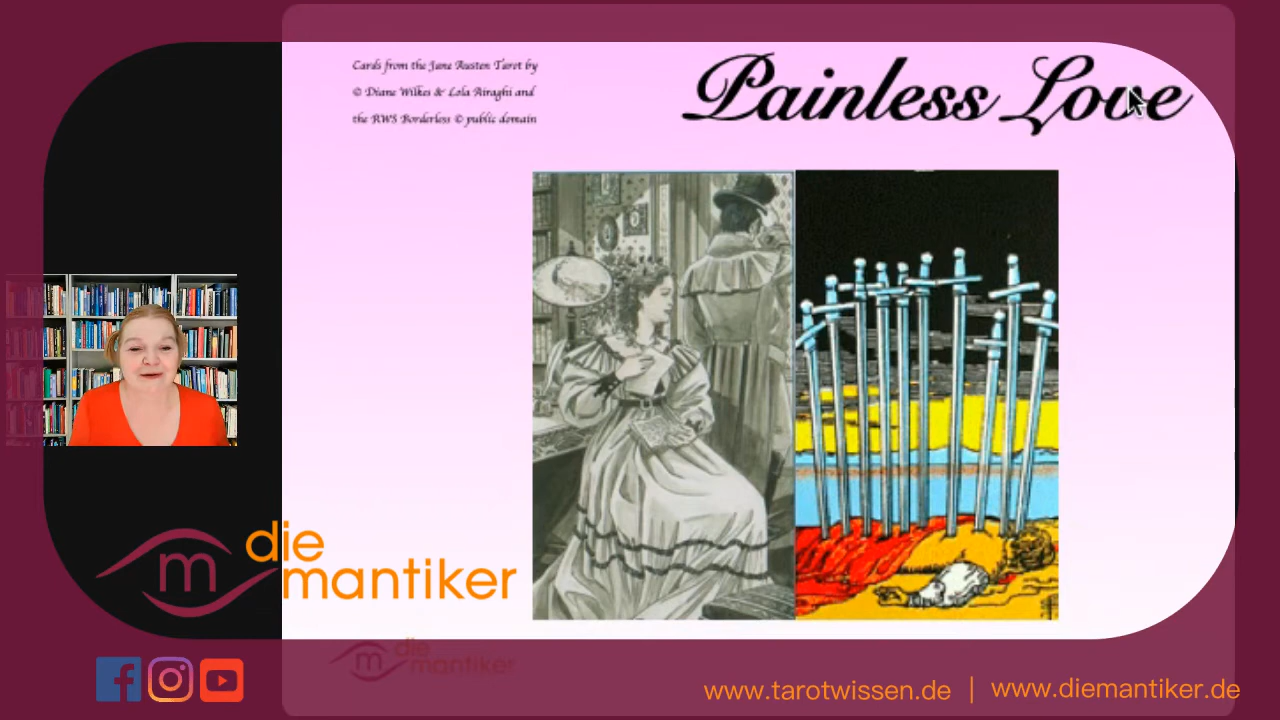 Cards from the Jane Austen Tarot by
© Diane Wilkes & Lola Airaghi and
the RWS Borderless © public domain
Painless Love
m
die
mantiker
m
die
mantiker
www.tarotwissen.de | www.diemantiker.de